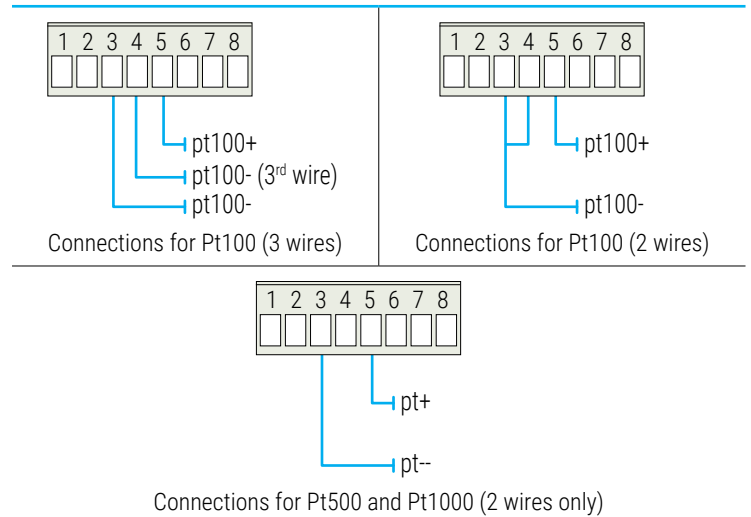 1 2 3 4 5 6 7 8
pt100+
pt100- (3rd wire)
pt100-
Connections for Pt100 (3 wires)
1 2 3 4 5 6 7 8
pt100+
pt100-
Connections for Pt100 (2 wires)
1 2 3 4 5 6 7 8
pt+
pt--
Connections for Pt500 and Pt1000 (2 wires only)